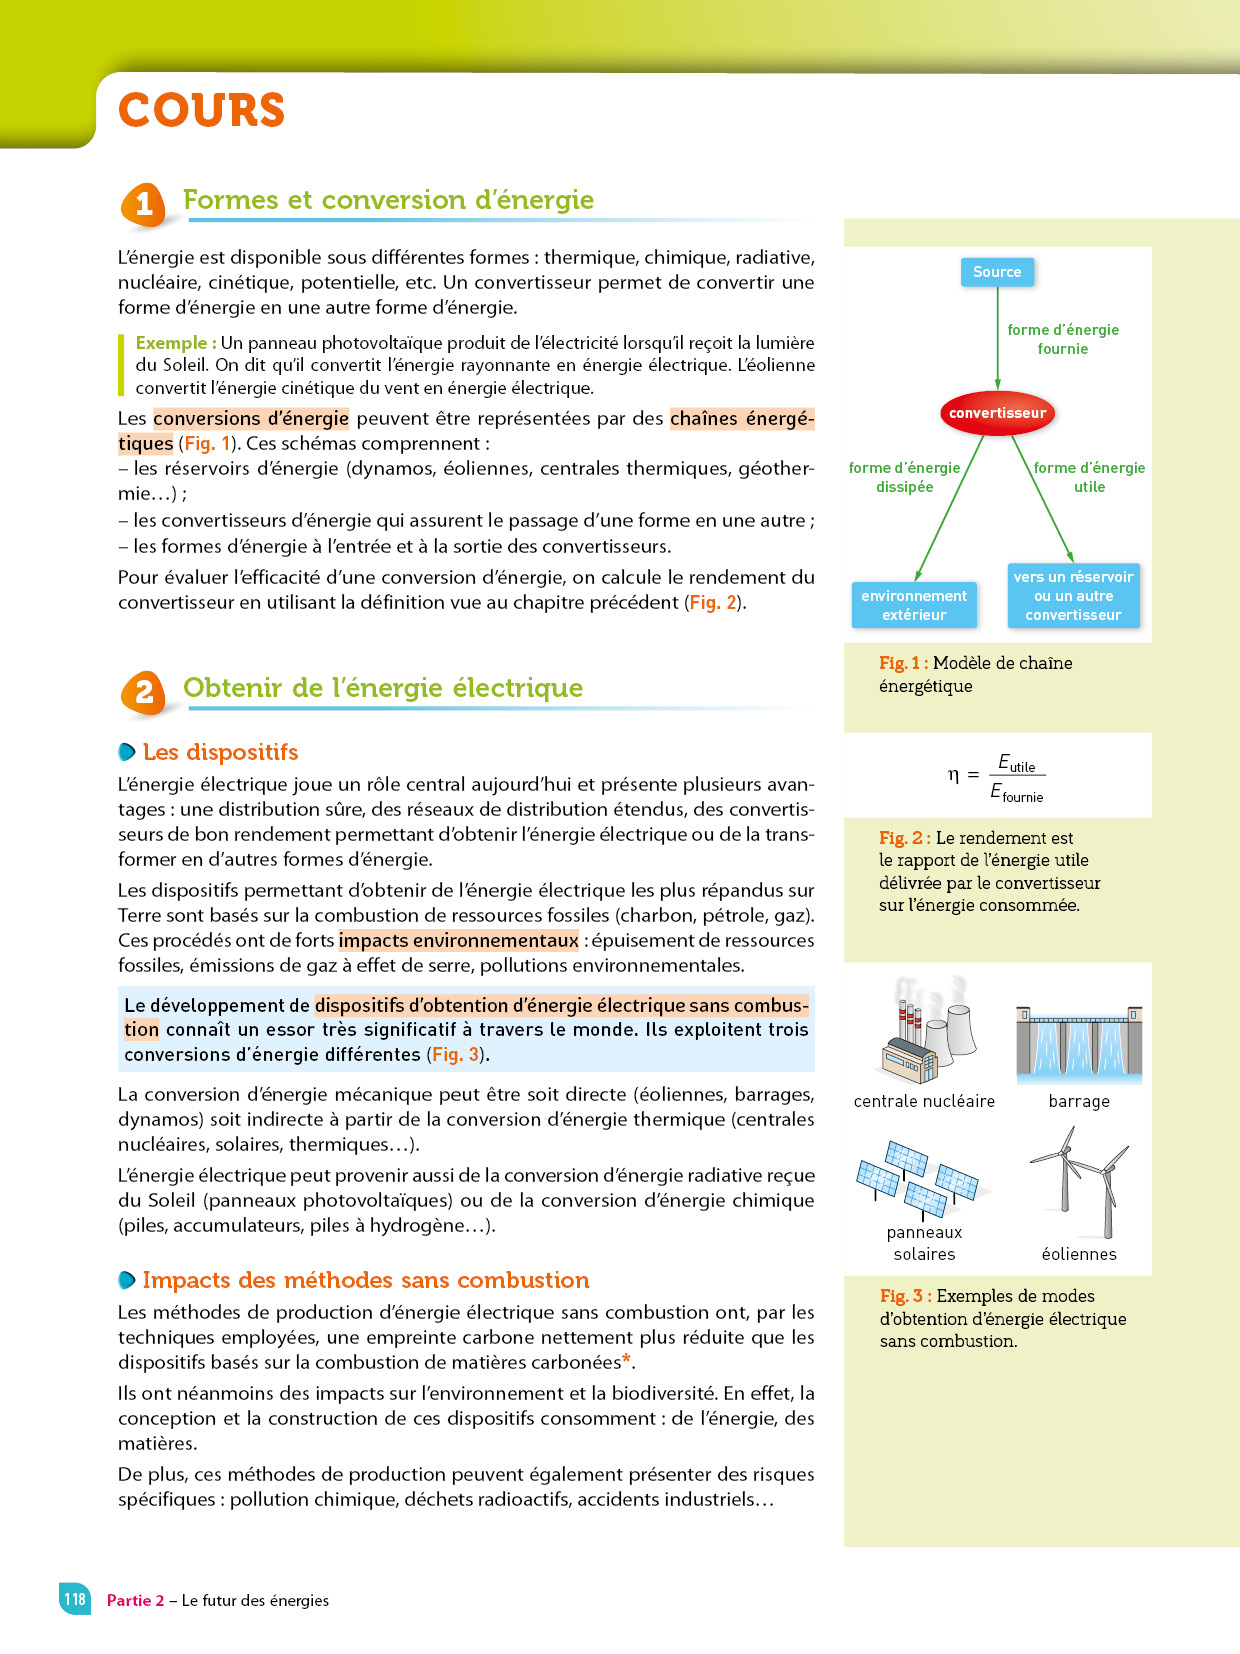 COURS
1 Formes et conversion d’énergie
L’énergie est disponible sous différentes formes : thermique, chimique, radiative,
nucléaire, cinétique, potentielle, etc. Un convertisseur permet de convertir une
forme d’énergie en une autre forme d’énergie.
Exemple : Un panneau photovoltaïque produit de l’électricité lorsqu’il reçoit la lumière
du Soleil. On dit qu’il convertit l’énergie rayonnante en énergie électrique. L’éolienne
convertit l’énergie cinétique du vent en énergie électrique.
Les conversions d’énergie peuvent être représentées par des chaînes énergé-
tiques (Fig. 1). Ces schémas comprennent :
– les réservoirs d’énergie (dynamos, éoliennes, centrales thermiques, géother-
mie…) ;
– les convertisseurs d’énergie qui assurent le passage d’une forme en une autre ;
– les formes d’énergie à l’entrée et à la sortie des convertisseurs.
Pour évaluer l’efficacité d’une conversion d’énergie, on calcule le rendement du
convertisseur en utilisant la définition vue au chapitre précédent (Fig. 2).
2 Obtenir de l’énergie électrique
Les dispositifs
L’énergie électrique joue un rôle central aujourd’hui et présente plusieurs avan-
tages : une distribution sûre, des réseaux de distribution étendus, des convertis-
seurs de bon rendement permettant d’obtenir l’énergie électrique ou de la trans-
former en d’autres formes d’énergie.
Les dispositifs permettant d’obtenir de l’énergie électrique les plus répandus sur
Terre sont basés sur la combustion de ressources fossiles (charbon, pétrole, gaz).
Ces procédés ont de forts impacts environnementaux : épuisement de ressources
fossiles, émissions de gaz à effet de serre, pollutions environnementales.
Le développement de dispositifs d’obtention d’énergie électrique sans combus-
tion connaît un essor très significatif à travers le monde. Ils exploitent trois
conversions d’énergie différentes (Fig. 3).
La conversion d’énergie mécanique peut être soit directe (éoliennes, barrages,
dynamos) soit indirecte à partir de la conversion d’énergie thermique (centrales
nucléaires, solaires, thermiques…).
L’énergie électrique peut provenir aussi de la conversion d’énergie radiative reçue
du Soleil (panneaux photovoltaïques) ou de la conversion d’énergie chimique
(piles, accumulateurs, piles à hydrogène…).
Impacts des méthodes sans combustion
Les méthodes de production d’énergie électrique sans combustion ont, par les
techniques employées, une empreinte carbone nettement plus réduite que les
dispositifs basés sur la combustion de matières carbonées*.
Ils ont néanmoins des impacts sur l’environnement et la biodiversité. En effet, la
conception et la construction de ces dispositifs consomment : de l’énergie, des
matières.
De plus, ces méthodes de production peuvent également présenter des risques
spécifiques : pollution chimique, déchets radioactifs, accidents industriels…
Source
forme d’énergie
fournie
convertisseur
forme d’énergie
dissipée
forme d’énergie
utile
environnement
extérieur
vers un réservoir
ou un autre
convertisseur
Fig. 1 : Modèle de chaîne
énergétique
η = E utile / E fournie
Fig. 2 : Le rendement est
le rapport de l’énergie utile
délivrée par le convertisseur
sur l’énergie consommée.
centrale nucléaire
barrage
panneaux
solaires
éoliennes
Fig. 3 : Exemples de modes
d’obtention d’énergie électrique
sans combustion.
118 Partie 2 – Le futur des énergies